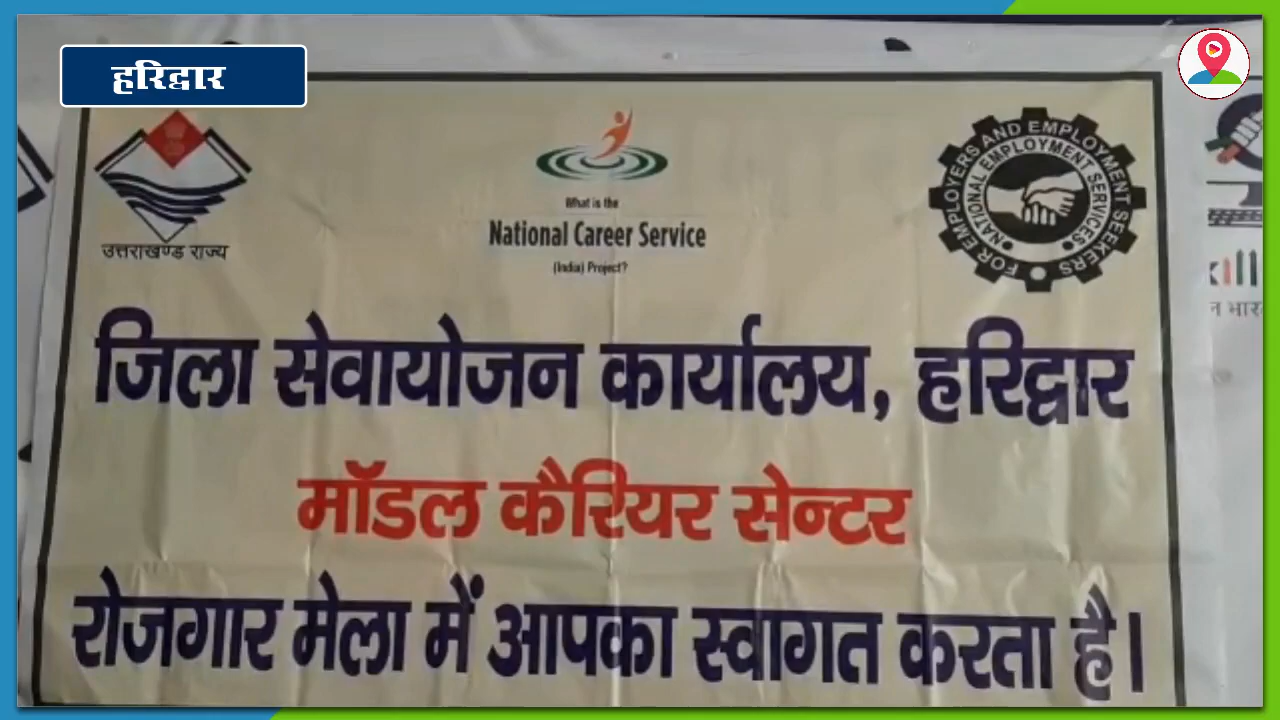 हरिद्वार
उत्तराखण्ड राज्य
What is the
National Career Service
(India) Project?
FOR EMPLOYERS AND EMPLOYMENT SEEKERS
NATIONAL EMPLOYMENT SERVICES
जिला सेवायोजन कार्यालय, हरिद्वार
मॉडल कैरियर सेन्टर
रोजगार मेला में आपका स्वागत करता है।